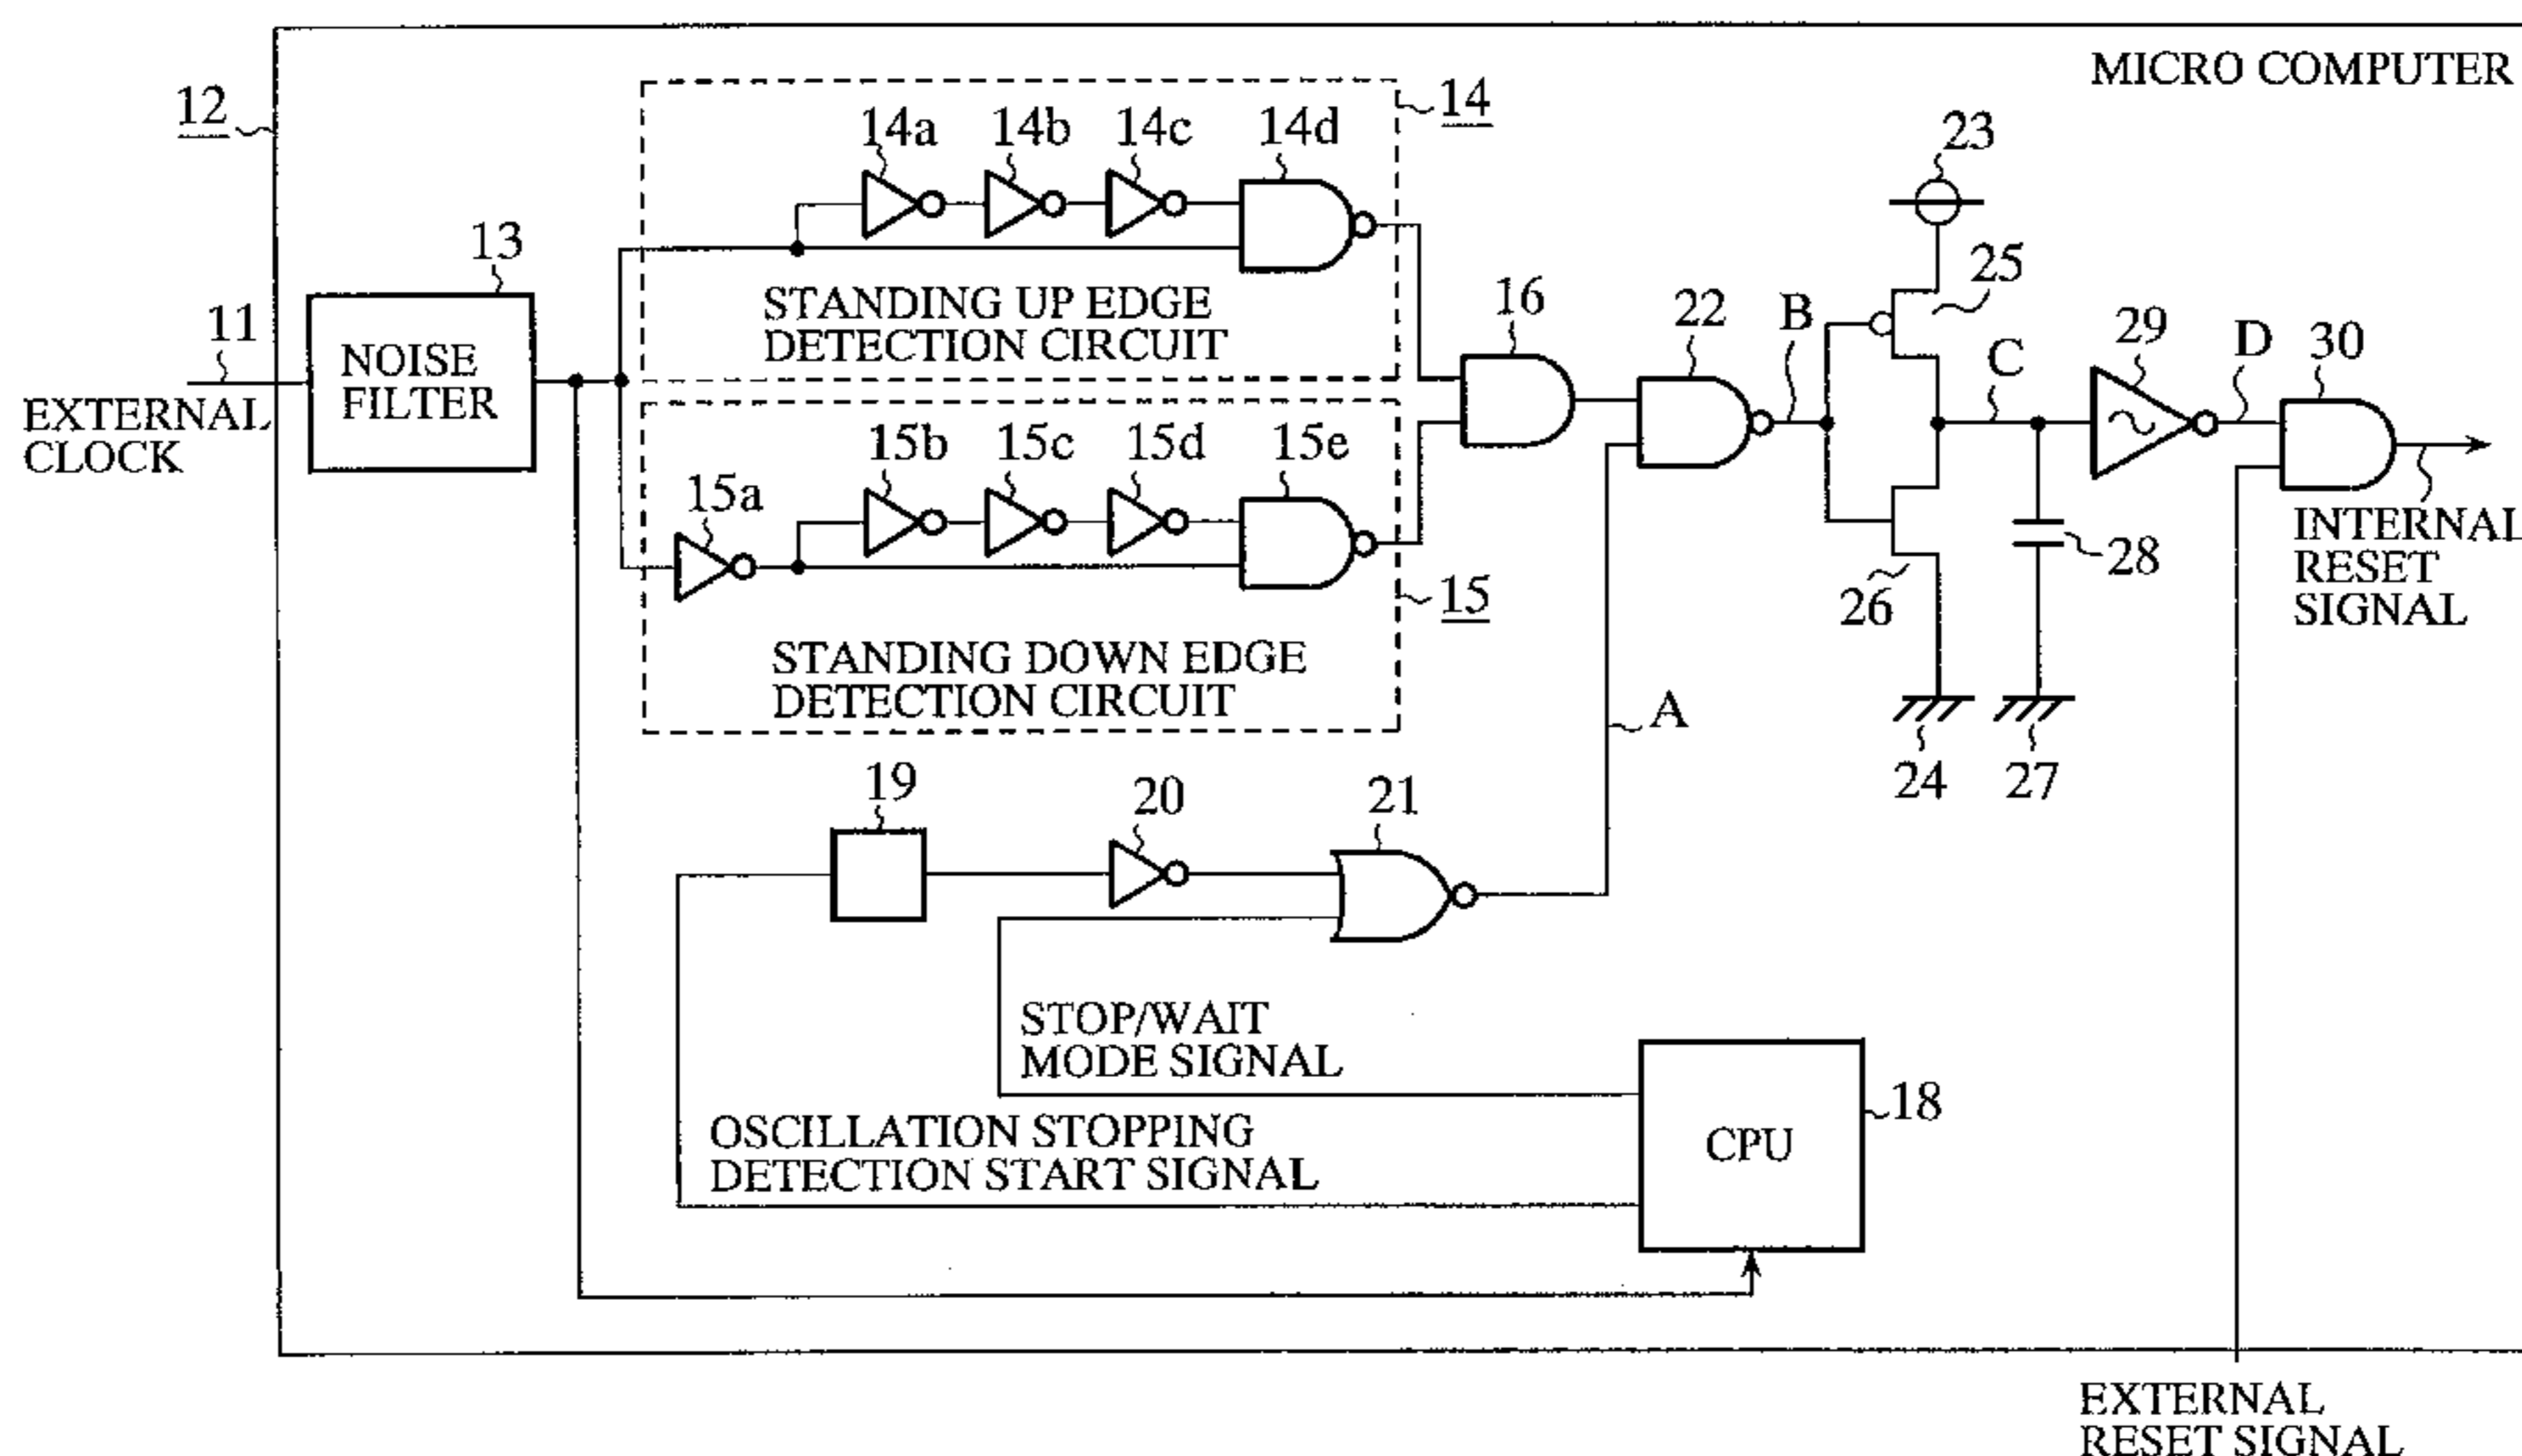 MICRO COMPUTER
12
14
14a
14b
14c
14d
23
13
25
STANDING UP EDGE
DETECTION CIRCUIT
16
22
B
29
D
30
11
NOISE
FILTER
C
EXTERNAL
CLOCK
15b
15c
15d
15e
15a
INTERNAL
RESET
SIGNAL
28
26
15
STANDING DOWN EDGE
DETECTION CIRCUIT
A
19
20
21
24
27
STOP/WAIT
MODE SIGNAL
18
OSCILLATION STOPPING
DETECTION START SIGNAL
CPU
EXTERNAL
RESET SIGNAL